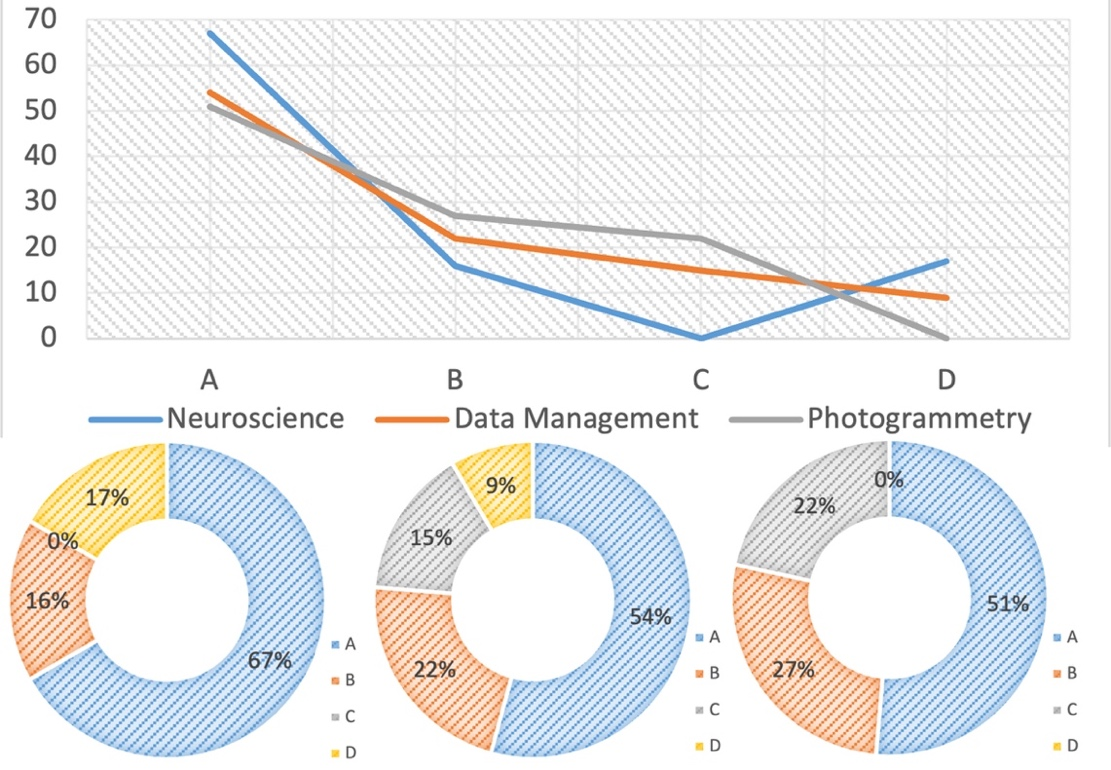 70
60
50
40
30
20
10
0
A B C D
Neuroscience Data Management Photogrammetry
17%
0%
16%
67%
A
B
C
D
9%
15%
54%
22%
A
B
C
D
0%
22%
51%
27%
A
B
C
D